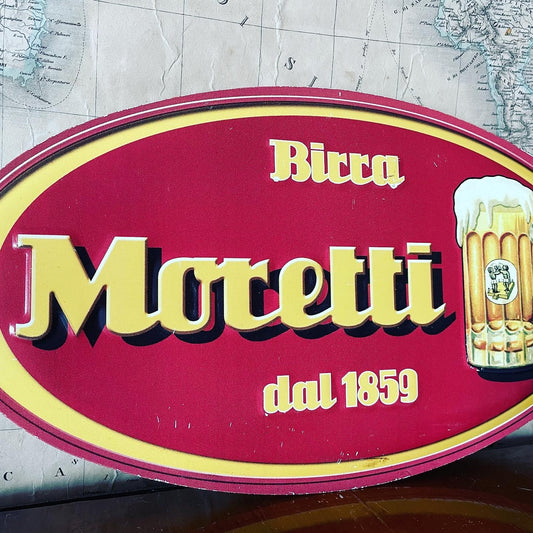 Birra
Moretti
dal 1859